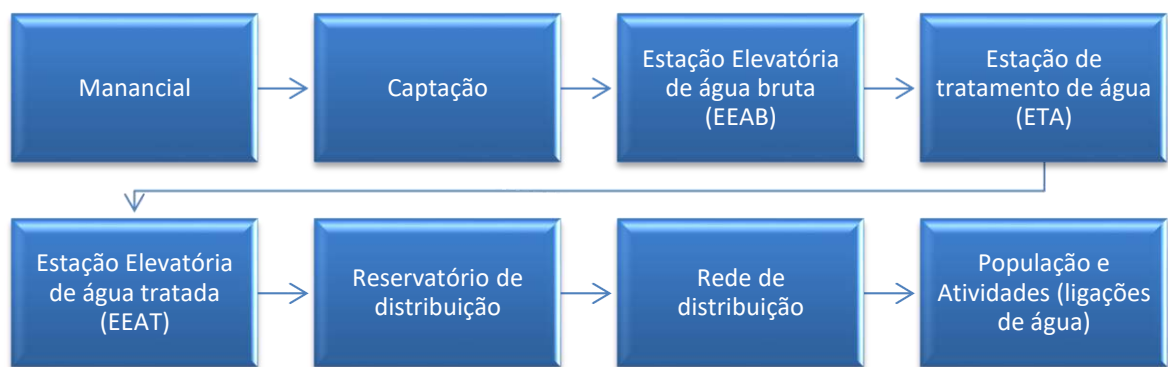 Manancial
Captação
Estação Elevatória
de água bruta
(EEAB)
Estação de
tratamento de água
(ETA)
Estação Elevatória
de água tratada
(EEAT)
Reservatório de
distribuição
Rede de
distribuição
População e
Atividades (ligações
de água)